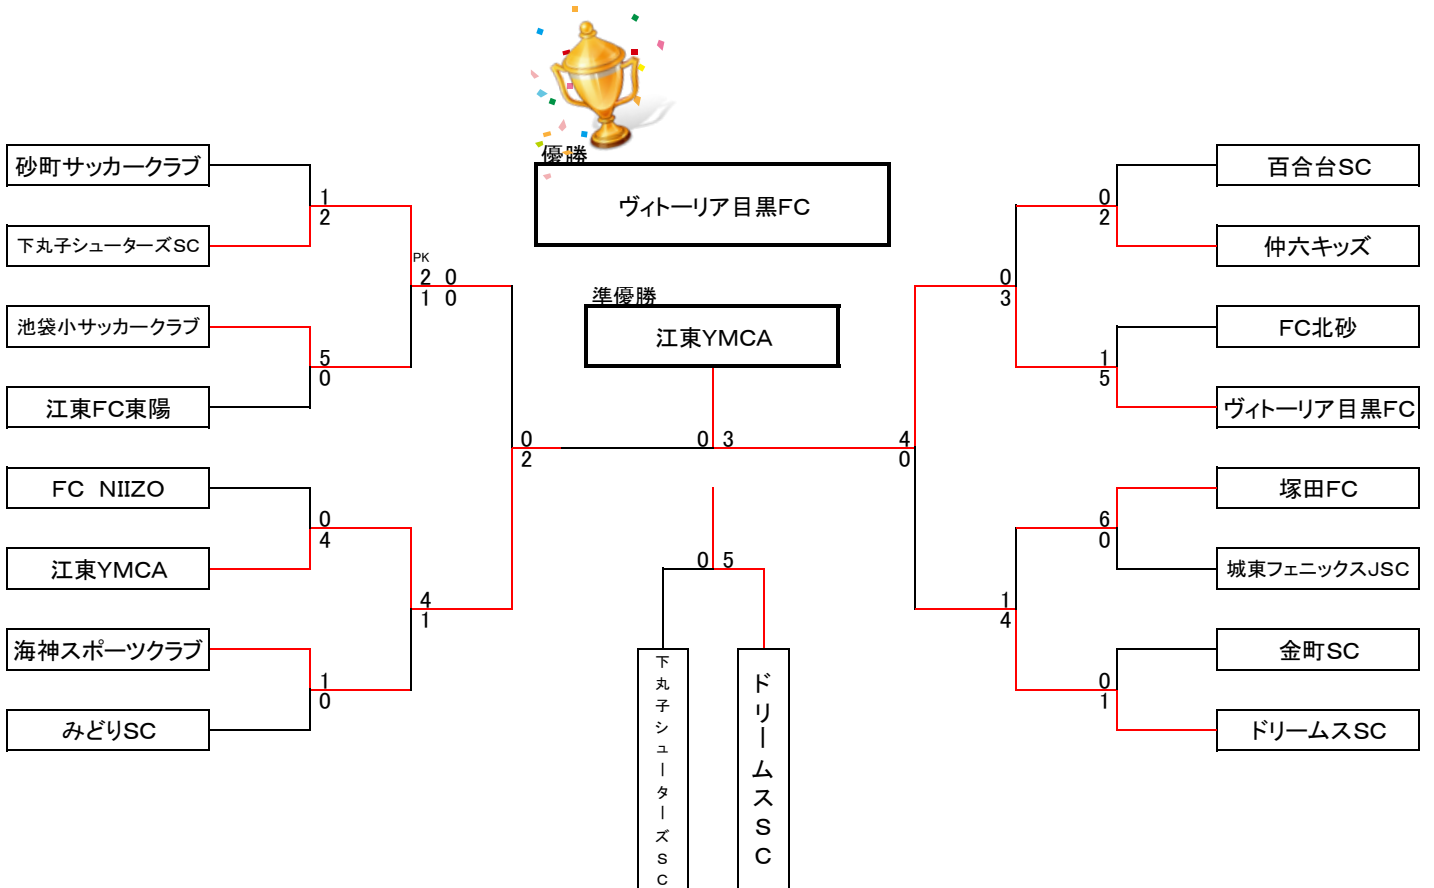 優勝
ヴィトーリア目黒FC
準優勝
江東YMCA
砂町サッカークラブ
1
2
下丸子シューターズSC
PK
2 0
1 0
池袋小サッカークラブ
5
0
江東FC東陽
0
2
FC NIIZO
0
4
江東YMCA
4
1
海神スポーツクラブ
1
0
みどりSC
0 3
百合台SC
0
2
仲六キッズ
0
3
FC北砂
1
5
ヴィトーリア目黒FC
4
0
塚田FC
6
0
城東フェニックスJSC
1
4
金町SC
0
1
ドリームスSC
0 5
下丸子シューターズSC
ドリームスSC